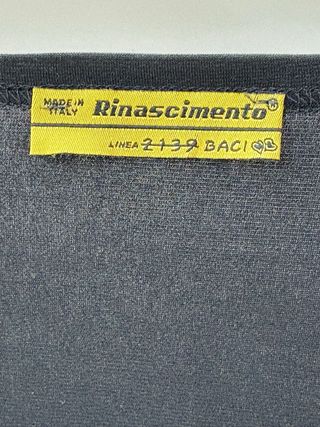 MADE IN ITALY Rinascimento®
LINEA 2139 BACI